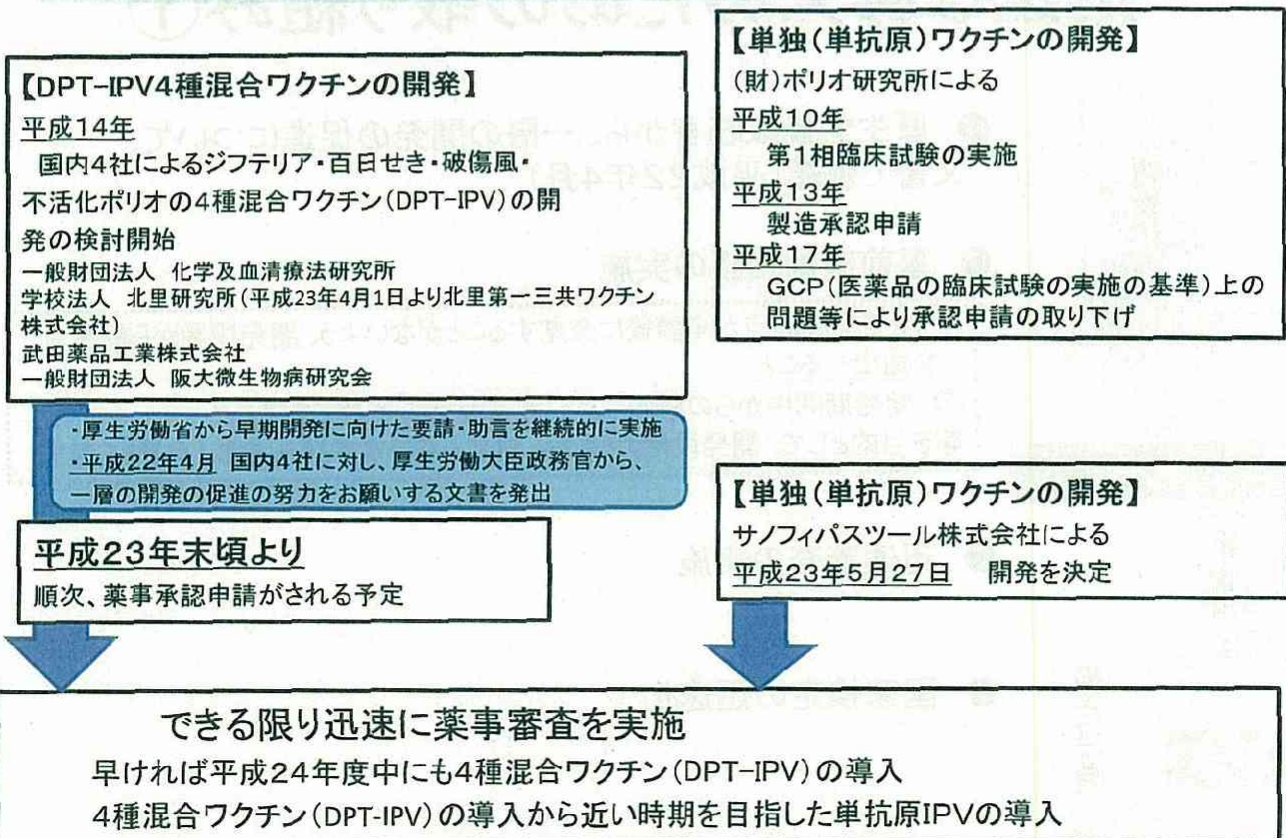 【DPT-IPV4種混合ワクチンの開発】
平成14年
国内4社によるジフテリア・百日せき・破傷風・
不活化ポリオの4種混合ワクチン(DPT-IPV)の開
発の検討開始
一般財団法人 化学及血清療法研究所
学校法人 北里研究所(平成23年4月1日より北里第一三共ワクチン
株式会社)
武田薬品工業株式会社
一般財団法人 阪大微生物病研究会
・厚生労働省から早期開発に向けた要請・助言を継続的に実施
・平成22年4月 国内4社に対し、厚生労働大臣政務官から、
一層の開発の促進の努力をお願いする文書を発出
平成23年末頃より
順次、薬事承認申請がされる予定
【単独(単抗原)ワクチンの開発】
(財)ポリオ研究所による
平成10年
第1相臨床試験の実施
平成13年
製造承認申請
平成17年
GCP(医薬品の臨床試験の実施の基準)上の
問題等により承認申請の取り下げ
【単独(単抗原)ワクチンの開発】
サノフィパスツール株式会社による
平成23年5月27日 開発を決定
できる限り迅速に薬事審査を実施
早ければ平成24年度中にも4種混合ワクチン(DPT-IPV)の導入
4種混合ワクチン(DPT-IPV)の導入から近い時期を目指した単抗原IPVの導入